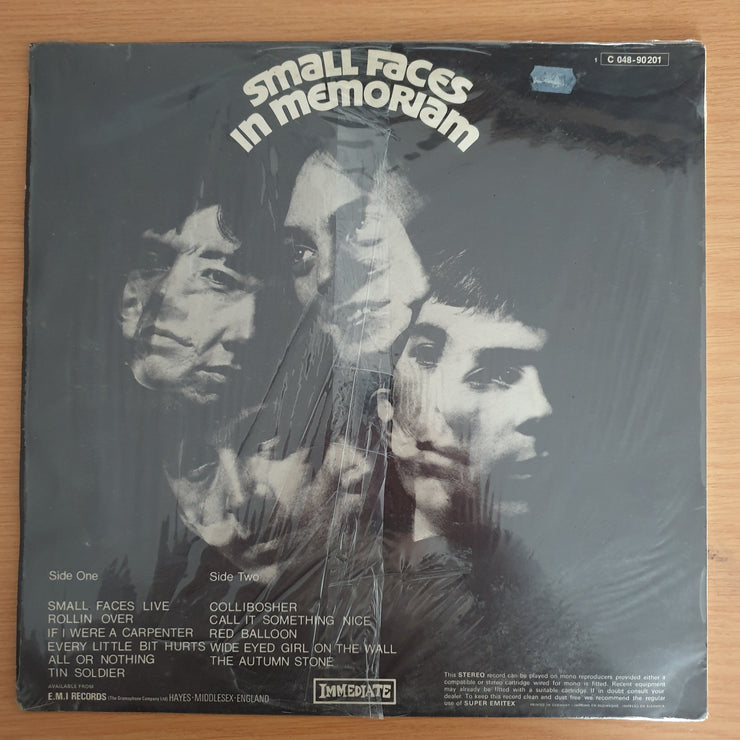 small faces
in memoriam
1 C 048-90201
Side One
SMALL FACES LIVE
ROLLIN OVER
IF I WERE A CARPENTER
EVERY LITTLE BIT HURTS
ALL OR NOTHING
TIN SOLDIER
Side Two
COLLIBOSHER
CALL IT SOMETHING NICE
RED BALLOON
WIDE EYED GIRL ON THE WALL
THE AUTUMN STONE
AVAILABLE FROM
E.M.I RECORDS (The Gramophone Company Ltd) HAYES·MIDDLESEX·ENGLAND
IMMEDIATE
This STEREO record can be played on mono reproducers provided either a
compatible or stereo cartridge wired for mono is fitted. Recent equipment
may already be fitted with a suitable cartridge. If in doubt consult your
dealer. To keep this record clean and dust free we recommend the regular
use of SUPER EMITEX